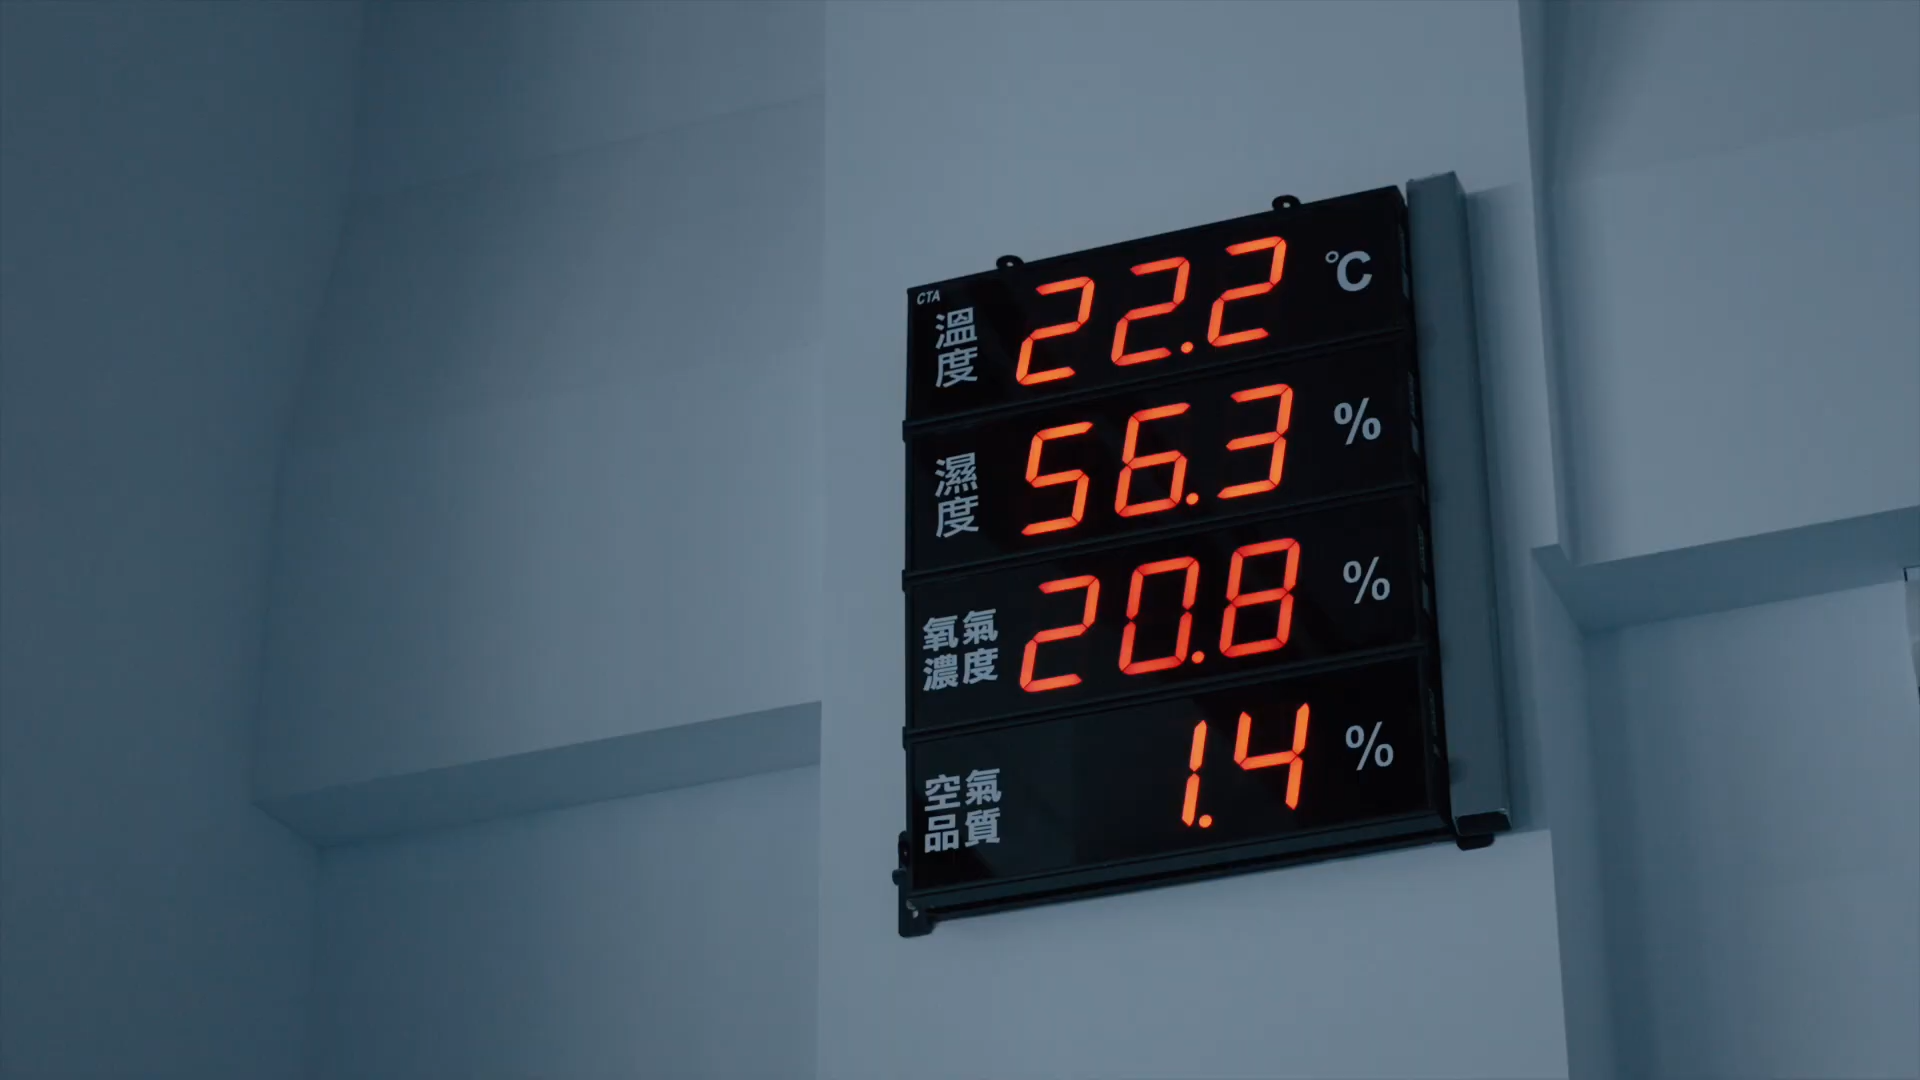 CTA
溫度 22.2 °C
濕度 56.3 %
氧氣濃度 20.8 %
空氣品質 1.4 %